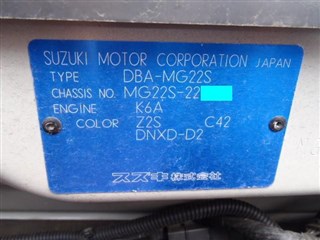 SUZUKI MOTOR CORPORATION JAPAN
TYPE DBA-MG22S
CHASSIS NO. MG22S-22
ENGINE K6A
COLOR Z2S C42
DNXD-D2
スズキ株式会社